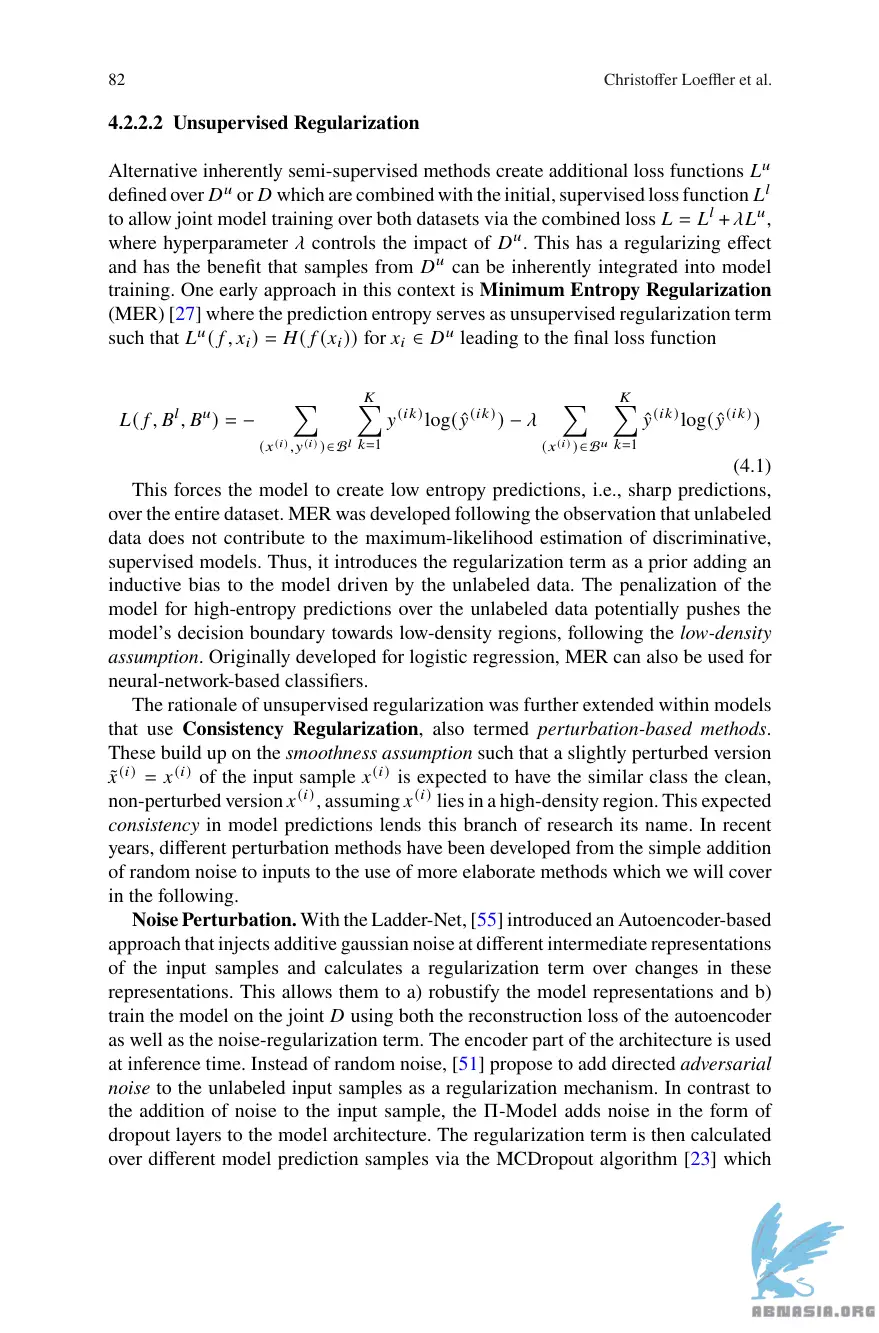 82 Christoffer Loeffler et al.
4.2.2.2 Unsupervised Regularization
Alternative inherently semi-supervised methods create additional loss functions L^u
defined over D^u or D which are combined with the initial, supervised loss function L^l
to allow joint model training over both datasets via the combined loss L = L^l + λL^u,
where hyperparameter λ controls the impact of D^u. This has a regularizing effect
and has the benefit that samples from D^u can be inherently integrated into model
training. One early approach in this context is Minimum Entropy Regularization
(MER) [27] where the prediction entropy serves as unsupervised regularization term
such that L^u(f, x_i) = H(f(x_i)) for x_i ∈ D^u leading to the final loss function
L(f, B^l, B^u) = − ∑_{(x^(i),y^(i))∈ℬ^l} ∑_{k=1}^{K} y^(ik) log(ŷ^(ik)) − λ ∑_{(x^(i))∈ℬ^u} ∑_{k=1}^{K} ŷ^(ik) log(ŷ^(ik))
(4.1)
This forces the model to create low entropy predictions, i.e., sharp predictions,
over the entire dataset. MER was developed following the observation that unlabeled
data does not contribute to the maximum-likelihood estimation of discriminative,
supervised models. Thus, it introduces the regularization term as a prior adding an
inductive bias to the model driven by the unlabeled data. The penalization of the
model for high-entropy predictions over the unlabeled data potentially pushes the
model's decision boundary towards low-density regions, following the low-density
assumption. Originally developed for logistic regression, MER can also be used for
neural-network-based classifiers.
The rationale of unsupervised regularization was further extended within models
that use Consistency Regularization, also termed perturbation-based methods.
These build up on the smoothness assumption such that a slightly perturbed version
x̃^(i) = x^(i) of the input sample x^(i) is expected to have the similar class the clean,
non-perturbed version x^(i), assuming x^(i) lies in a high-density region. This expected
consistency in model predictions lends this branch of research its name. In recent
years, different perturbation methods have been developed from the simple addition
of random noise to inputs to the use of more elaborate methods which we will cover
in the following.
Noise Perturbation. With the Ladder-Net, [55] introduced an Autoencoder-based
approach that injects additive gaussian noise at different intermediate representations
of the input samples and calculates a regularization term over changes in these
representations. This allows them to a) robustify the model representations and b)
train the model on the joint D using both the reconstruction loss of the autoencoder
as well as the noise-regularization term. The encoder part of the architecture is used
at inference time. Instead of random noise, [51] propose to add directed adversarial
noise to the unlabeled input samples as a regularization mechanism. In contrast to
the addition of noise to the input sample, the Π-Model adds noise in the form of
dropout layers to the model architecture. The regularization term is then calculated
over different model prediction samples via the MCDropout algorithm [23] which
ABNASIA.ORG